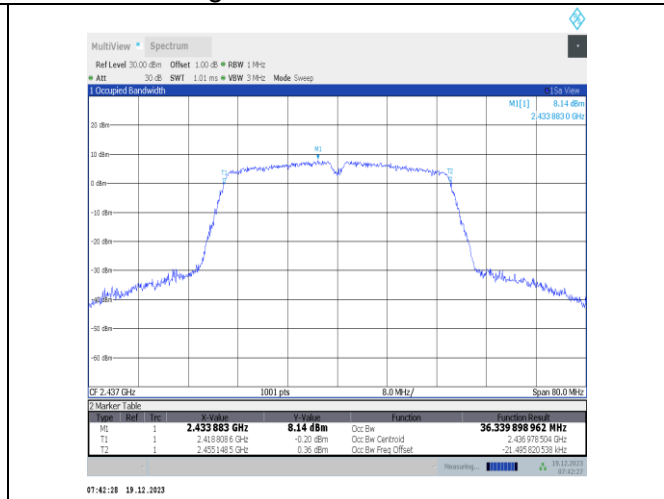 MultiView Spectrum
Ref Level 30.00 dBm Offset 1.00 dB RBW 1 MHz
Att 30 dB SWT 1.01 ms VBW 3 MHz Mode Sweep
1 Occupied Bandwidth 1Sa View
M1[1] 8.14 dBm
2.433 883 0 GHz
20 dBm
10 dBm
M1
T1
T2
0 dBm
-10 dBm
-20 dBm
-30 dBm
-50 dBm
-60 dBm
CF 2.437 GHz 1001 pts 8.0 MHz/ Span 80.0 MHz
2 Marker Table
Type Ref Trc X-Value Y-Value Function Function Result
M1 1 2.433 883 GHz 8.14 dBm Occ Bw 36.339 898 962 MHz
T1 1 2.418 808 6 GHz -0.20 dBm Occ Bw Centroid 2.436 978 504 GHz
T2 1 2.455 148 5 GHz 0.36 dBm Occ Bw Freq Offset -21.495 820 538 kHz
Measuring... 19.12.2023
07:42:27
07:42:28 19.12.2023